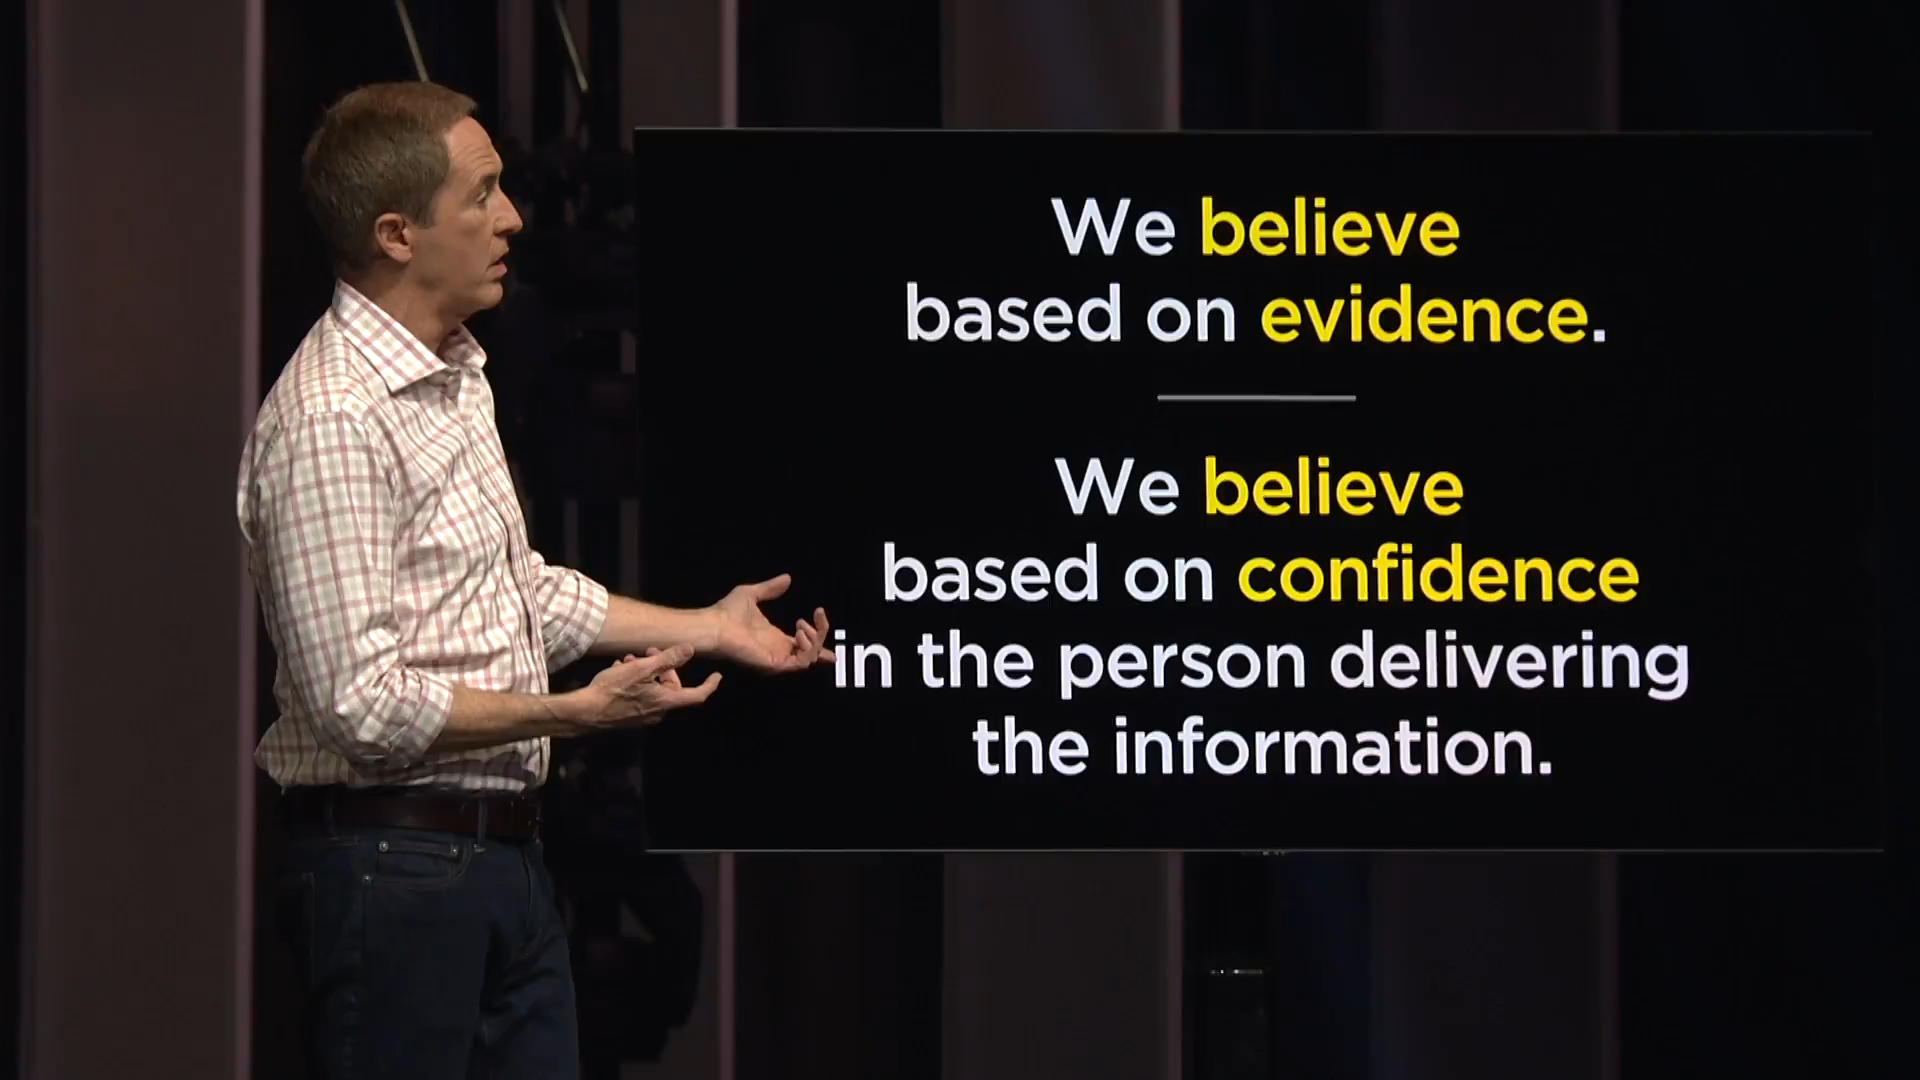 We believe
based on evidence.
We believe
based on confidence
in the person delivering
the information.